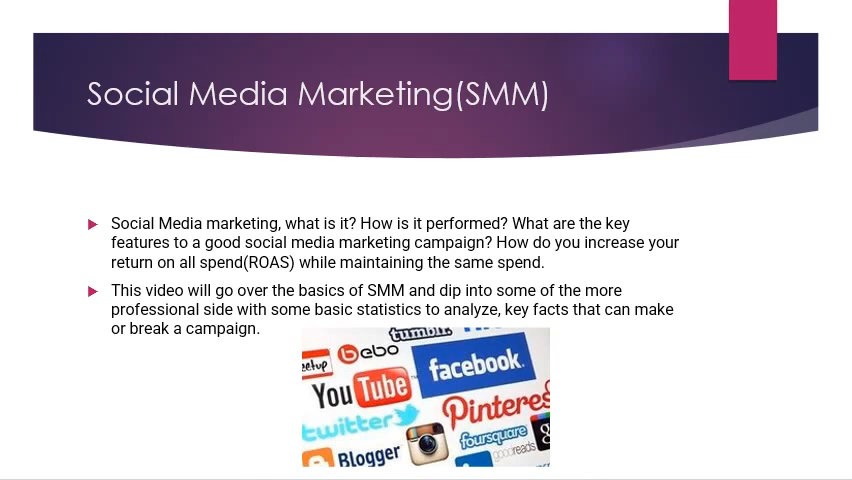 Social Media Marketing(SMM)
Social Media marketing, what is it? How is it performed? What are the key
features to a good social media marketing campaign? How do you increase your
return on all spend(ROAS) while maintaining the same spend.
This video will go over the basics of SMM and dip into some of the more
professional side with some basic statistics to analyze, key facts that can make
or break a campaign.
tumblr.
bebo
facebook.
YouTube
Pinteres
twitter
foursquare
goodreads
Blogger